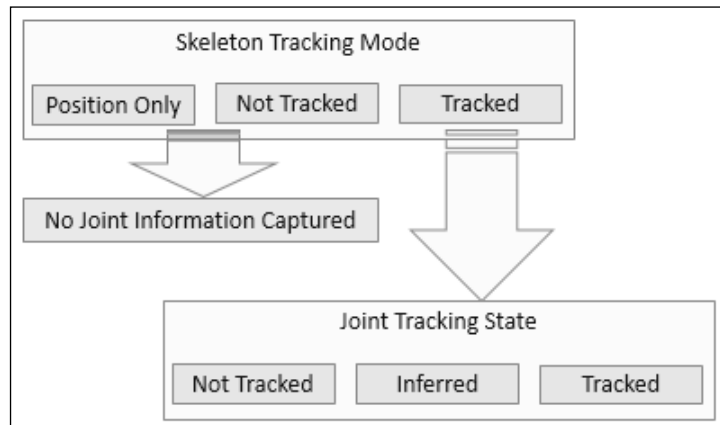 Skeleton Tracking Mode
Position Only
Not Tracked
Tracked
No Joint Information Captured
Joint Tracking State
Not Tracked
Inferred
Tracked